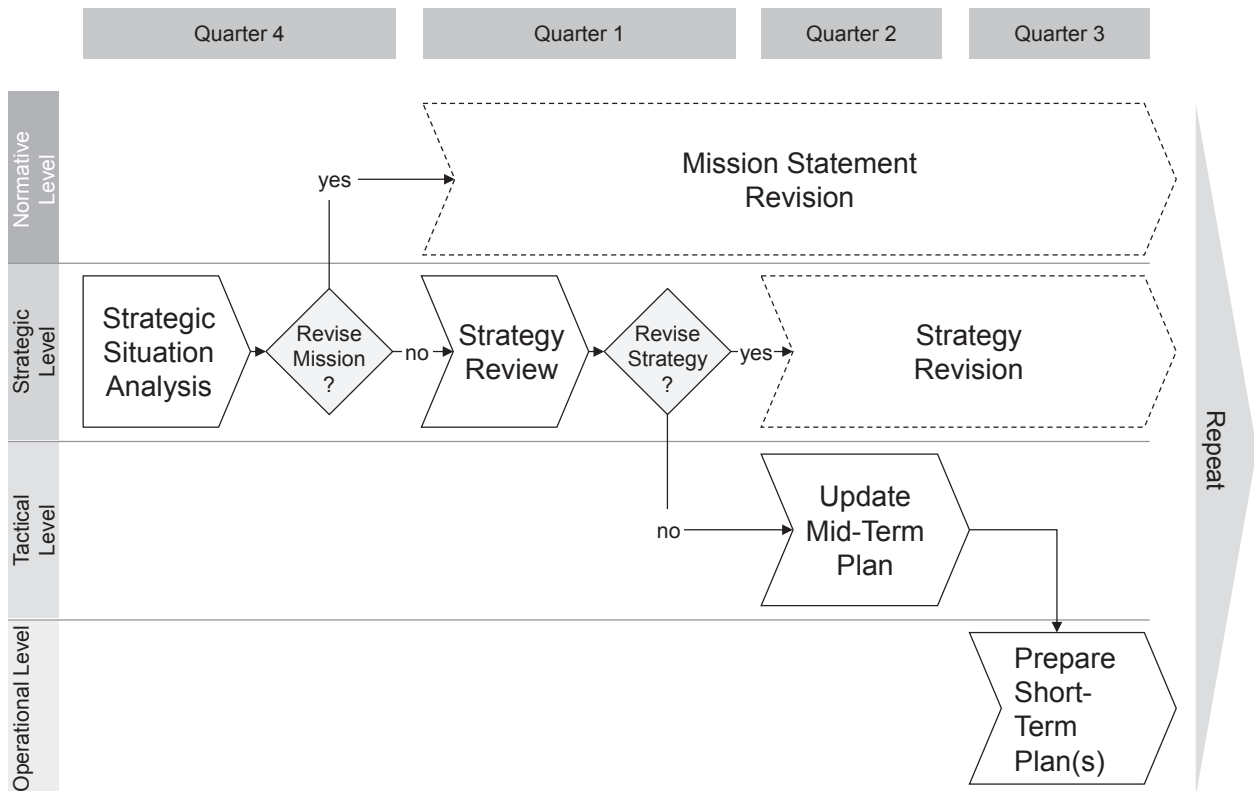 Quarter 4
Quarter 1
Quarter 2
Quarter 3
Normative
Level
Mission Statement
Revision
yes
Strategic
Level
Strategic
Situation
Analysis
Revise
Mission
?
no
Strategy
Review
Revise
Strategy
?
yes
Strategy
Revision
Repeat
Tactical
Level
no
Update
Mid-Term
Plan
Operational Level
Prepare
Short-
Term
Plan(s)